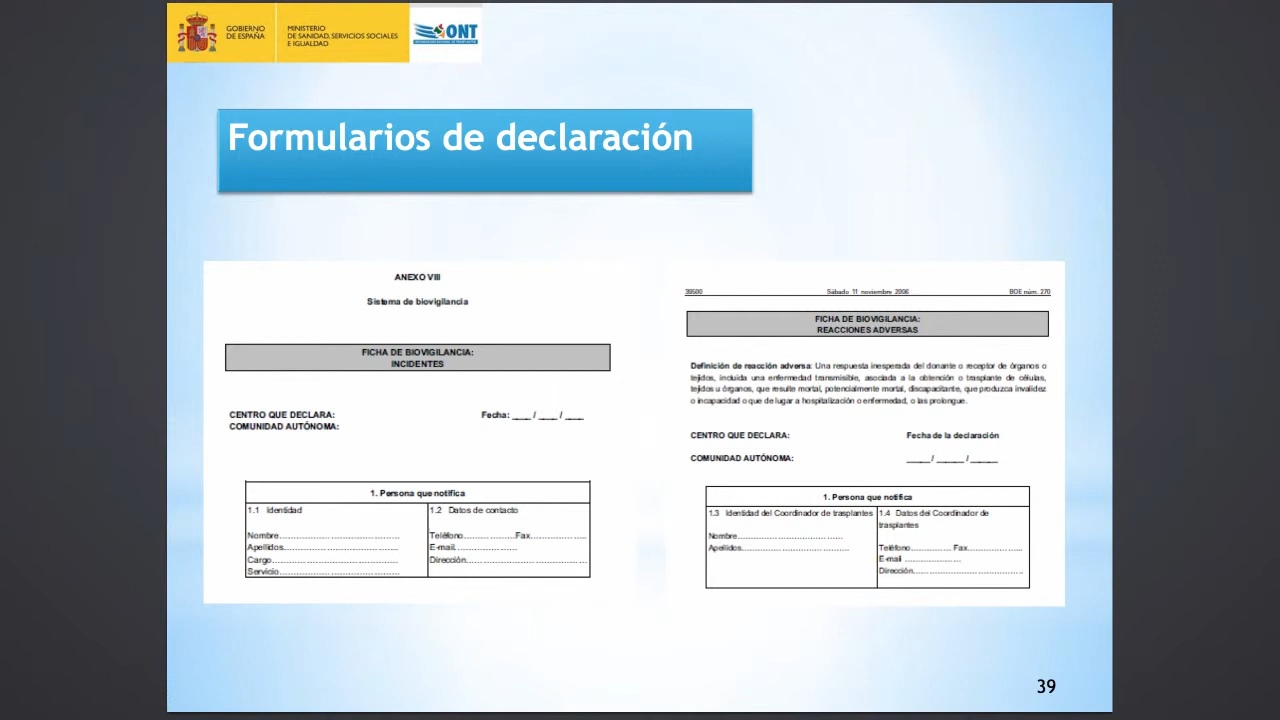 GOBIERNO
DE ESPAÑA
MINISTERIO
DE SANIDAD, SERVICIOS SOCIALES
E IGUALDAD
ONT
Formularios de declaración
ANEXO VIII
Sistema de biovigilancia
FICHA DE BIOVIGILANCIA:
INCIDENTES
CENTRO QUE DECLARA: Fecha: ____ / ____ / ____
COMUNIDAD AUTÓNOMA:
1. Persona que notifica
1.1 Identidad
Nombre........................................
Apellidos......................................
Cargo..........................................
Servicio........................................
1.2 Datos de contacto
Teléfono..................Fax........................
E-mail.....................
Dirección..........................................
39500 Sábado 11 noviembre 2006 BOE núm. 270
FICHA DE BIOVIGILANCIA:
REACCIONES ADVERSAS
Definición de reacción adversa: Una respuesta inesperada del donante o receptor de órganos o
tejidos, incluida una enfermedad transmisible, asociada a la obtención o trasplante de células,
tejidos u órganos, que resulte mortal, potencialmente mortal, discapacitante, que produzca invalidez
o incapacidad o que de lugar a hospitalización o enfermedad, o las prolongue.
CENTRO QUE DECLARA: Fecha de la declaración
COMUNIDAD AUTÓNOMA: _____ / ______ / ______
1. Persona que notifica
1.3 Identidad del Coordinador de trasplantes
Nombre....................................
Apellidos.....................................
1.4 Datos del Coordinador de
trasplantes
Teléfono.............. Fax...................
E-mail ...................
Dirección.......................................
39